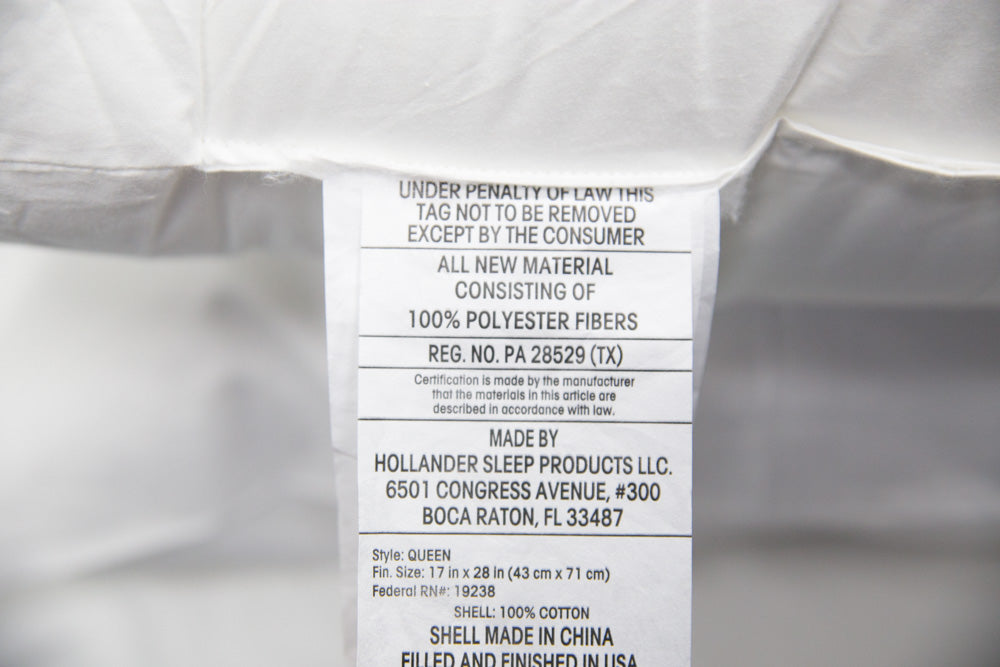 UNDER PENALTY OF LAW THIS
TAG NOT TO BE REMOVED
EXCEPT BY THE CONSUMER
ALL NEW MATERIAL
CONSISTING OF
100% POLYESTER FIBERS
REG. NO. PA 28529 (TX)
Certification is made by the manufacturer
that the materials in this article are
described in accordance with law.
MADE BY
HOLLANDER SLEEP PRODUCTS LLC.
6501 CONGRESS AVENUE, #300
BOCA RATON, FL 33487
Style: QUEEN
Fin. Size: 17 in x 28 in (43 cm x 71 cm)
Federal RN#: 19238
SHELL: 100% COTTON
SHELL MADE IN CHINA
FILLED AND FINISHED IN USA